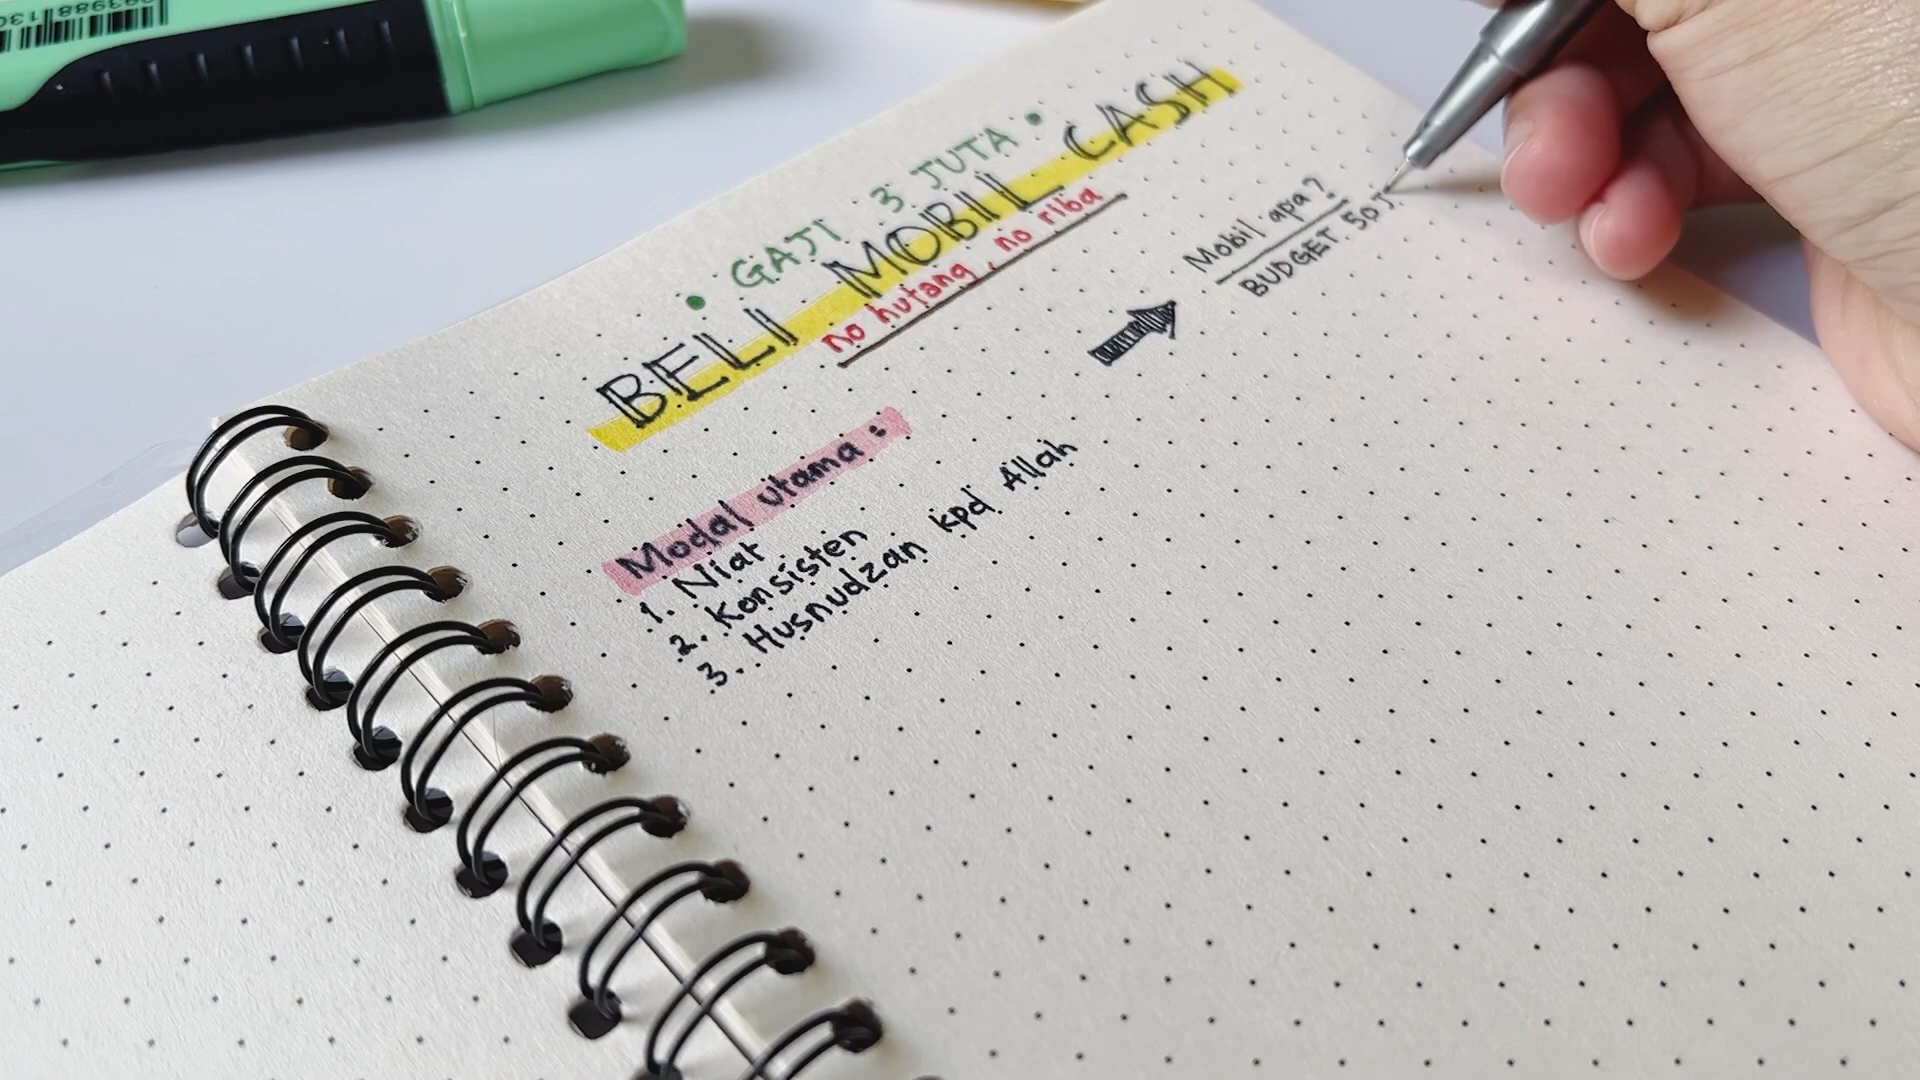 • GAJI 3 JUTA •
BELI MOBIL CASH
no hutang, no riba
Mobil apa?
BUDGET 50 J
Modal utama :
1. Niat
2. Konsisten
3. Husnudzan kpd Allah